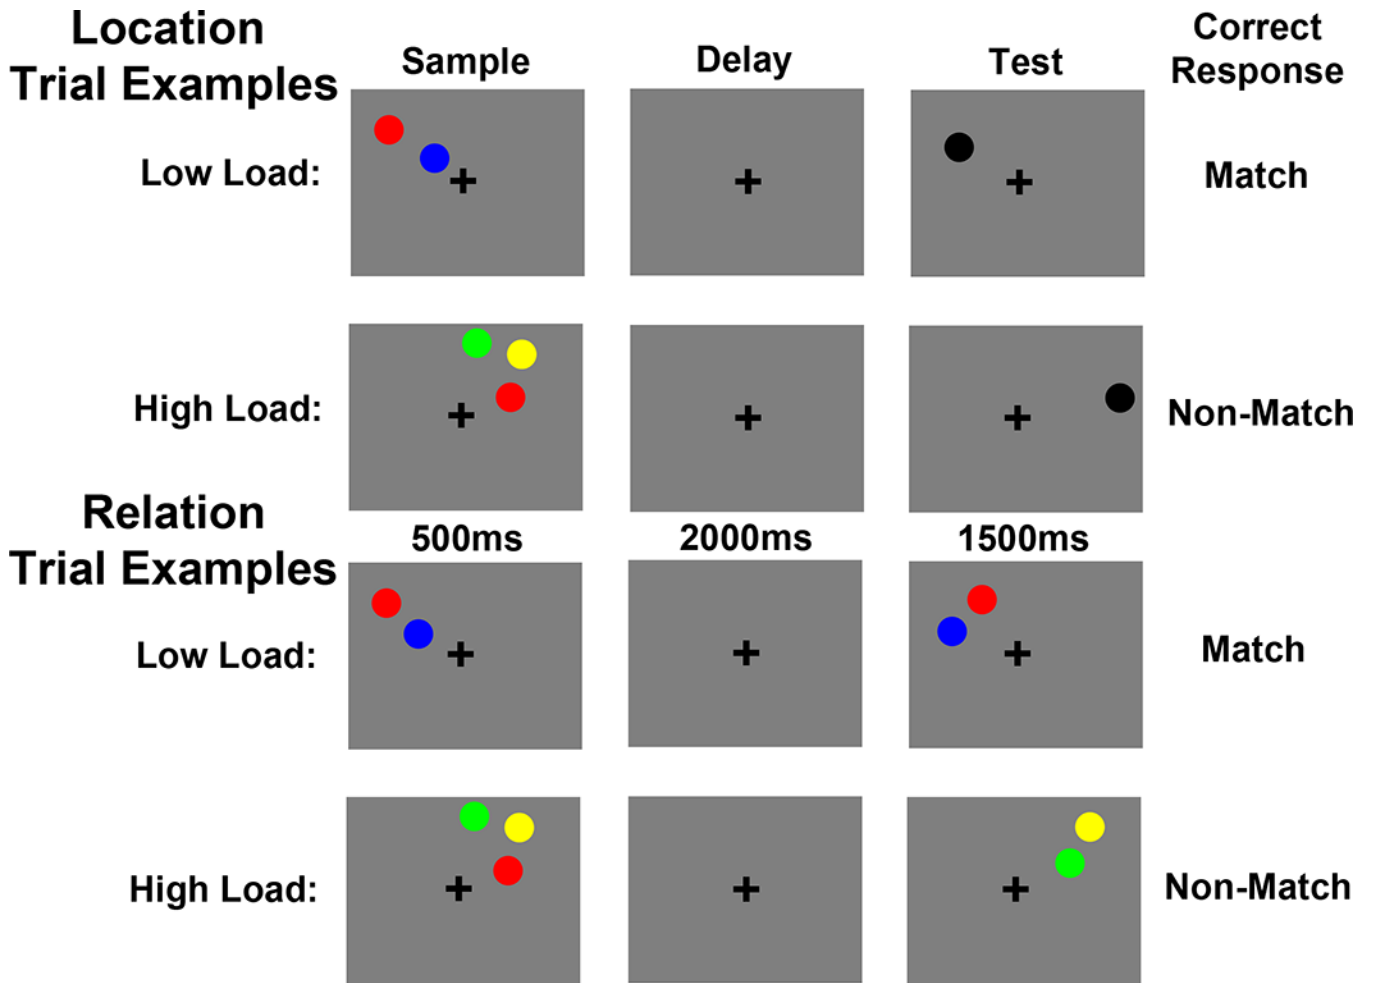 Location
Trial Examples
Sample
Delay
Test
Correct
Response
Low Load:
Match
High Load:
Non-Match
Relation
Trial Examples
500ms
2000ms
1500ms
Low Load:
Match
High Load:
Non-Match